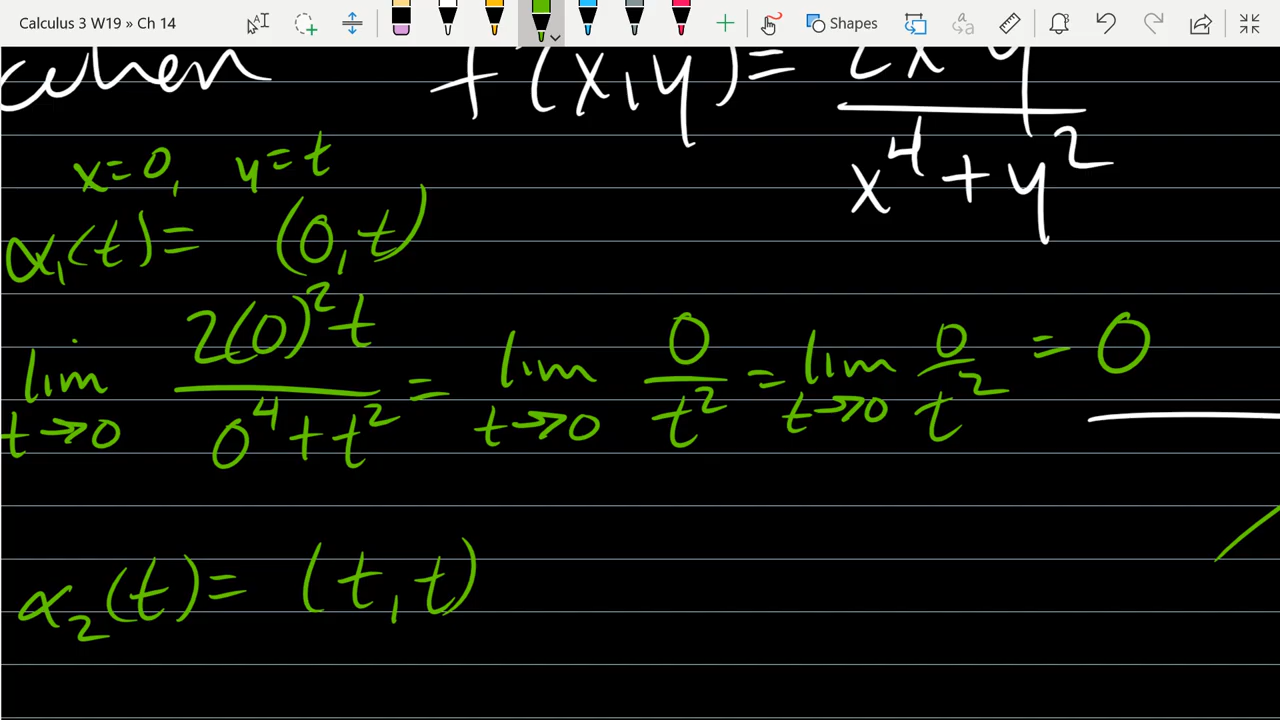 Calculus 3 W19 » Ch 14
Shapes
when f(x,y) = 2x y / x⁴ + y²
x=0, y=t
α₁(t) = (0, t)
lim t→0 2(0)²t / 0⁴ + t² = lim t→0 0 / t² = lim t→0 0 / t² = 0
α₂(t) = (t, t)